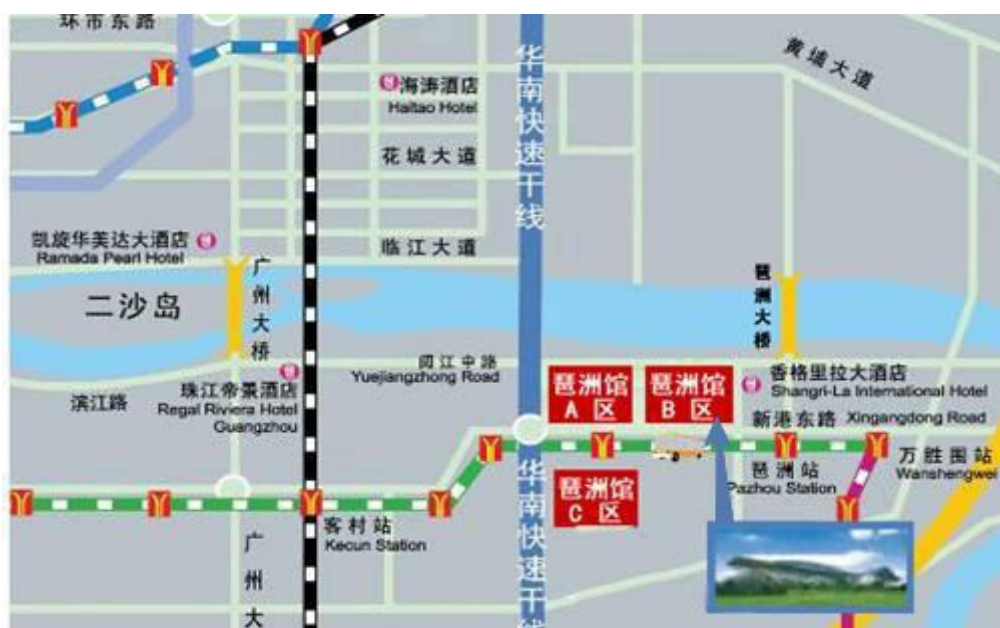 环市东路
黄埔大道
华南快速干线
海涛酒店
Haitao Hotel
花城大道
凯旋华美达大酒店
Ramada Pearl Hotel
临江大道
广州大桥
二沙岛
琶洲大桥
阅江中路
Yuejiangzhong Road
珠江帝景酒店
Regal Riviera Hotel
Guangzhou
滨江路
琶洲馆
A 区
琶洲馆
B 区
香格里拉大酒店
Shangri-La International Hotel
新港东路 Xingangdong Road
万胜围站
Wanshengwei
琶洲站
Pazhou Station
琶洲馆
C 区
客村站
Kecun Station
华南快速干线
广州大